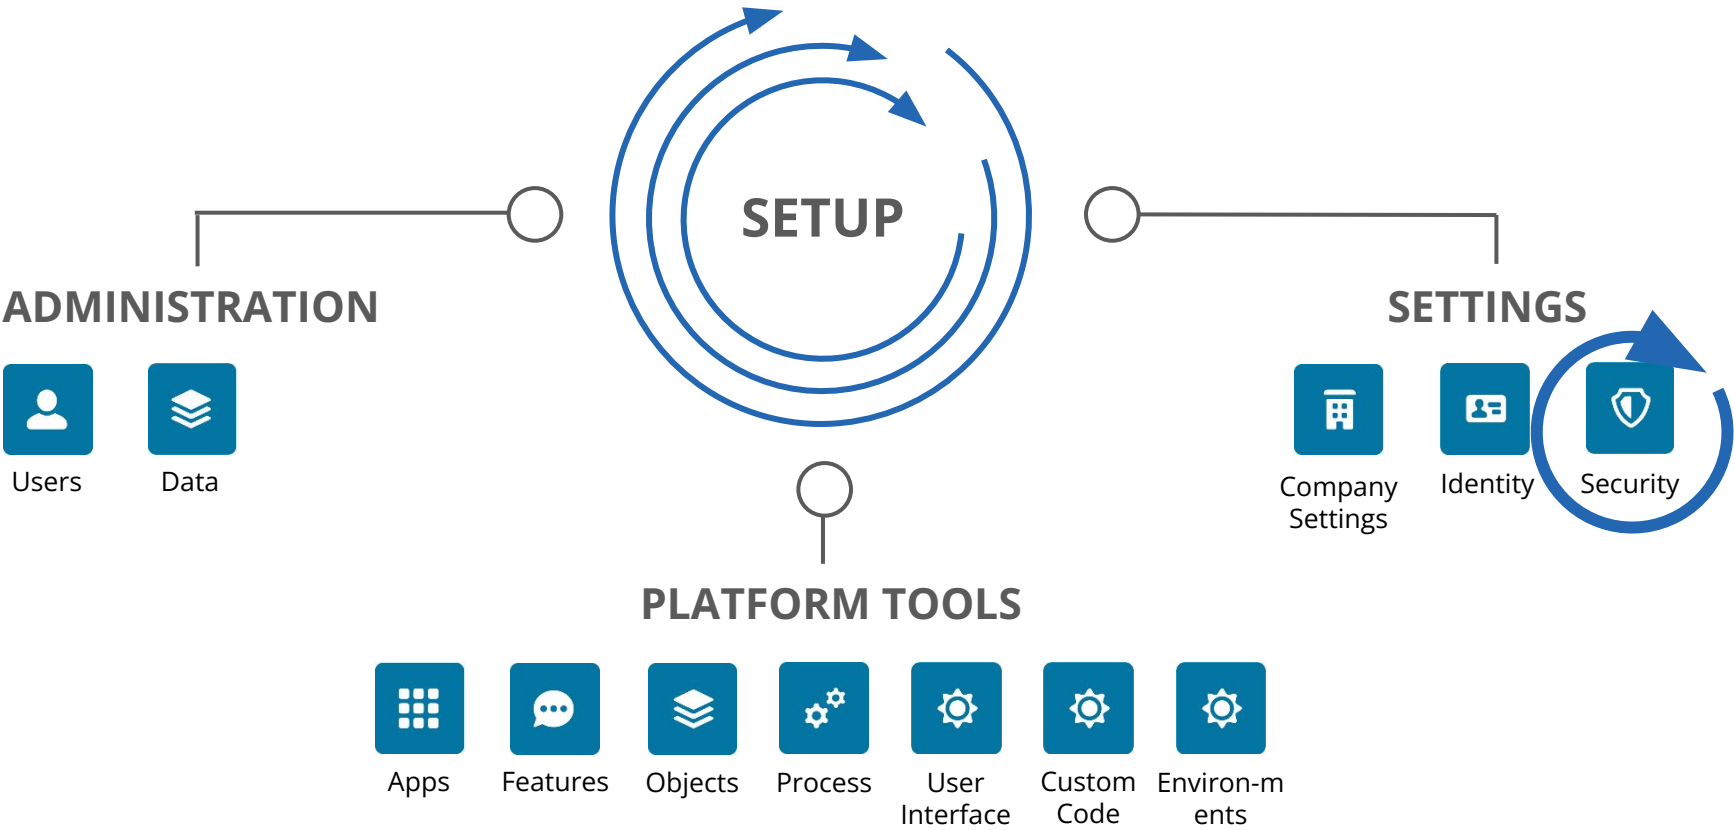 SETUP
ADMINISTRATION
Users
Data
SETTINGS
Company
Settings
Identity
Security
PLATFORM TOOLS
Apps
Features
Objects
Process
User
Interface
Custom
Code
Environ-m
ents